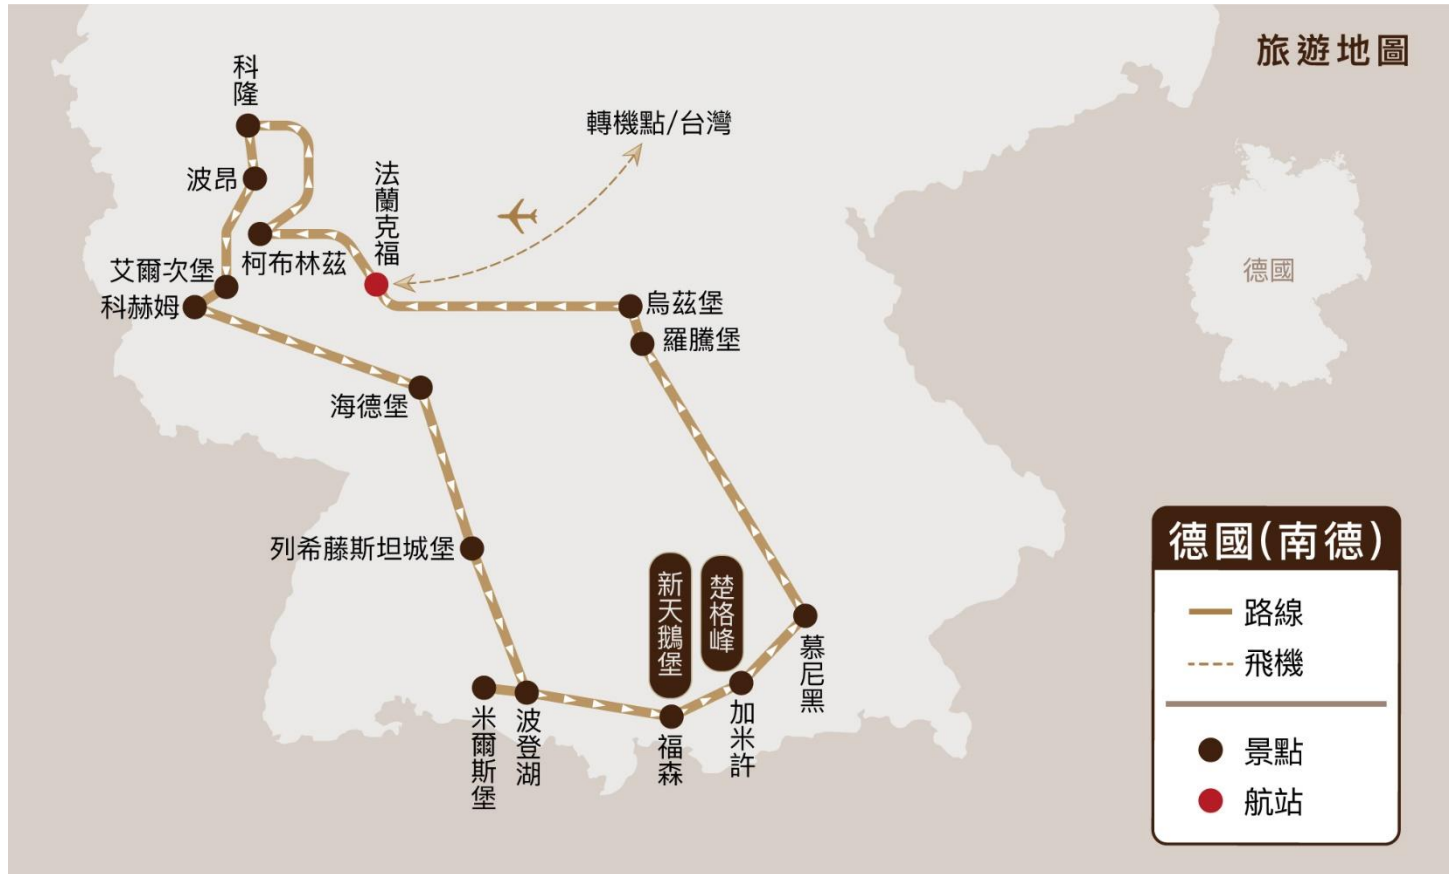 旅遊地圖
科隆
轉機點/台灣
波昂
法蘭克福
柯布林茲
艾爾次堡
科赫姆
烏茲堡
羅騰堡
德國
海德堡
列希藤斯坦城堡
新天鵝堡
楚格峰
慕尼黑
米爾斯堡
波登湖
福森
加米許
德國(南德)
路線
飛機
景點
航站